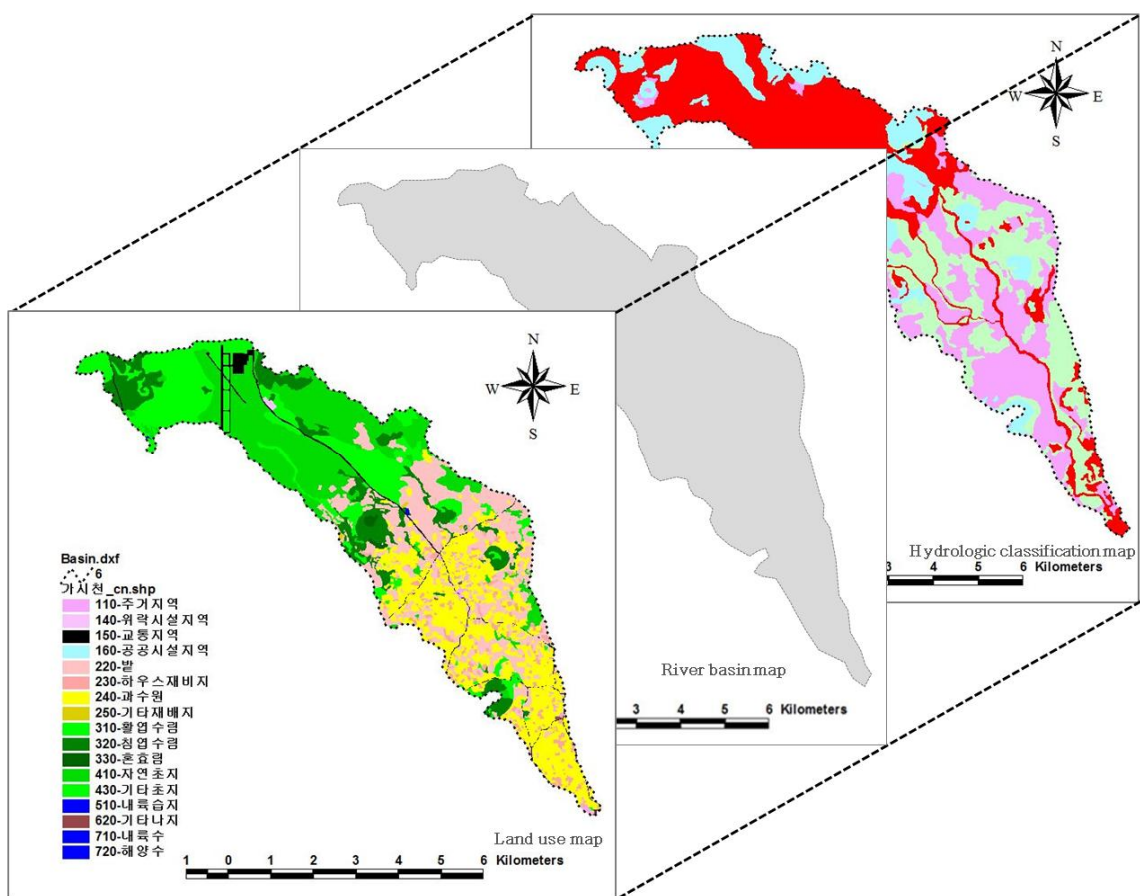 N
W E
S
Hydrologic classification map
3 4 5 6 Kilometers
River basin map
3 4 5 6 Kilometers
N
W E
S
Basin.dxf
6
가시천_cn.shp
110-주거지역
140-위락시설지역
150-교통지역
160-공공시설지역
220-밭
230-하우스재비지
240-과수원
250-기타재배지
310-활엽수림
320-침엽수림
330-혼효림
410-자연초지
430-기타초지
510-내륙습지
620-기타나지
710-내륙수
720-해양수
Land use map
1 0 1 2 3 4 5 6 Kilometers